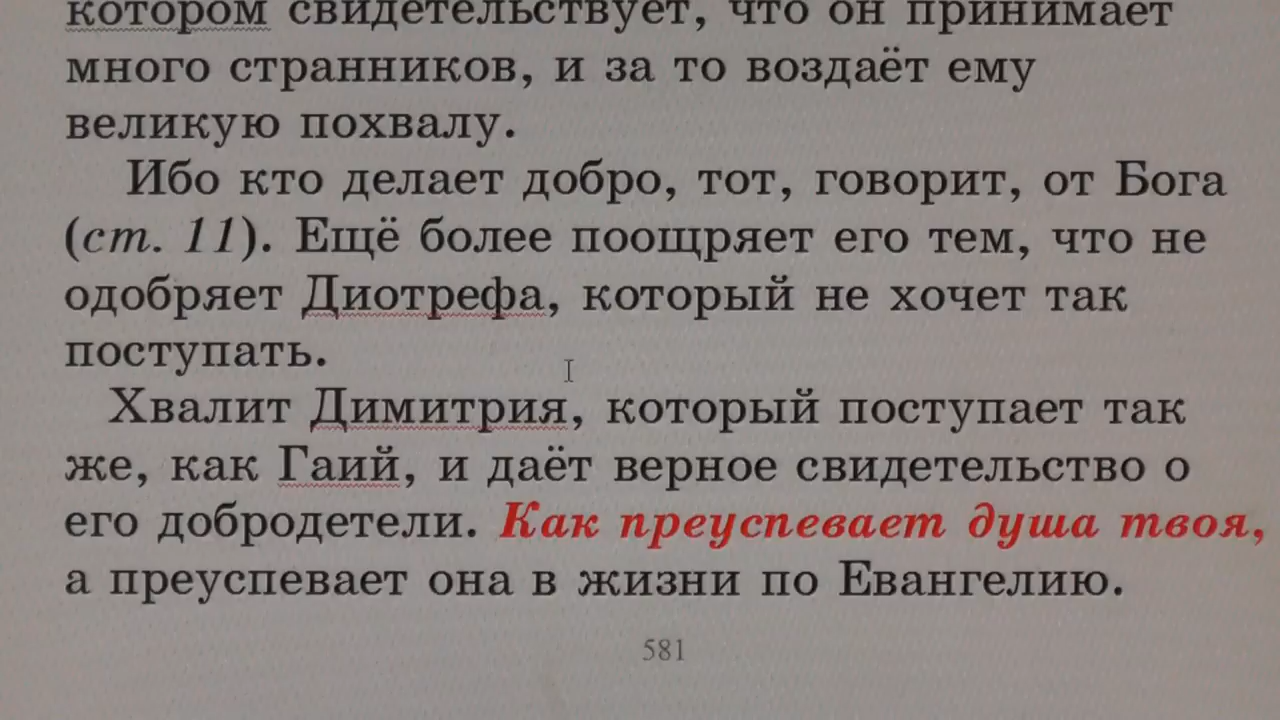 котором свидетельствует, что он принимает
много странников, и за то воздаёт ему
великую похвалу.
Ибо кто делает добро, тот, говорит, от Бога
(ст. 11). Ещё более поощряет его тем, что не
одобряет Диотрефа, который не хочет так
поступать.
Хвалит Димитрия, который поступает так
же, как Гаий, и даёт верное свидетельство о
его добродетели. Как преуспевает душа твоя,
а преуспевает она в жизни по Евангелию.
581